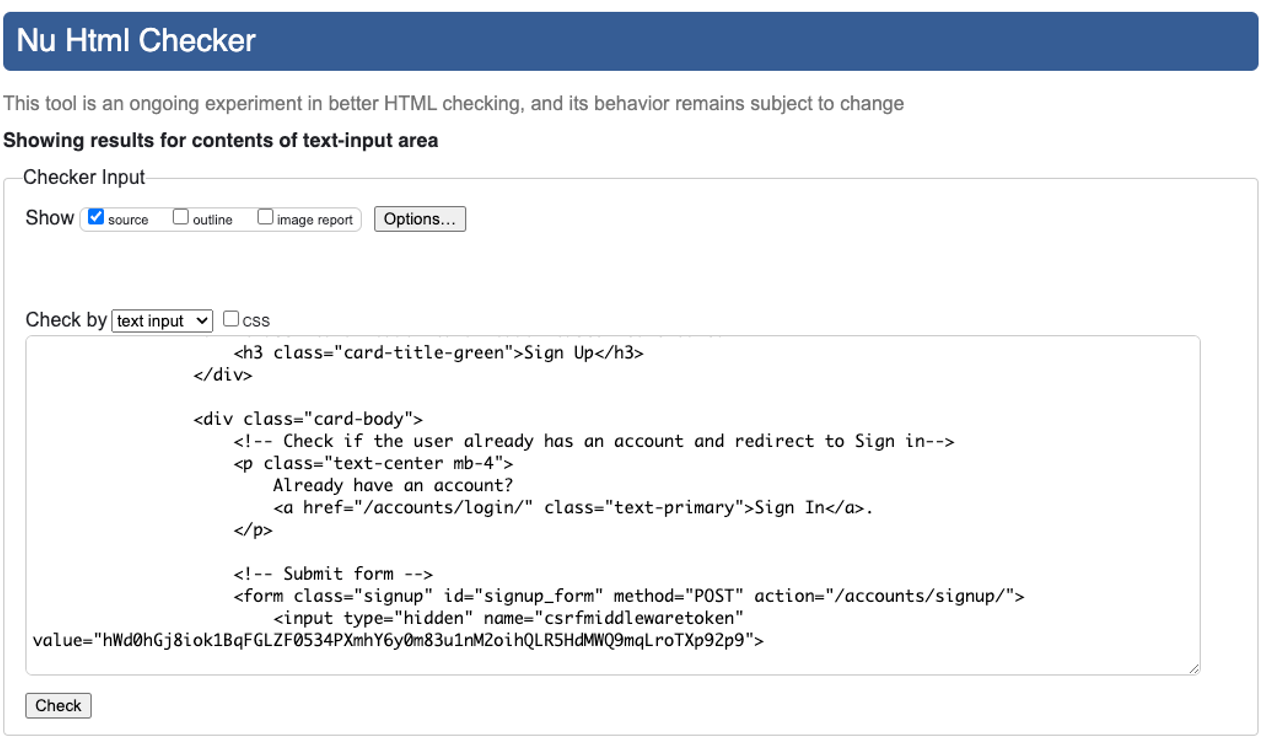 Nu Html Checker
This tool is an ongoing experiment in better HTML checking, and its behavior remains subject to change
Showing results for contents of text-input area
Checker Input
Show source outline image report Options...
Check by text input css
<h3 class="card-title-green">Sign Up</h3>
</div>
<div class="card-body">
<!-- Check if the user already has an account and redirect to Sign in-->
<p class="text-center mb-4">
Already have an account?
<a href="/accounts/login/" class="text-primary">Sign In</a>.
</p>
<!-- Submit form -->
<form class="signup" id="signup_form" method="POST" action="/accounts/signup/">
<input type="hidden" name="csrfmiddlewaretoken"
value="hWd0hGj8iok1BqFGLZF0534PXmhY6y0m83u1nM2oihQLR5HdMWQ9mqLroTXp92p9">
Check